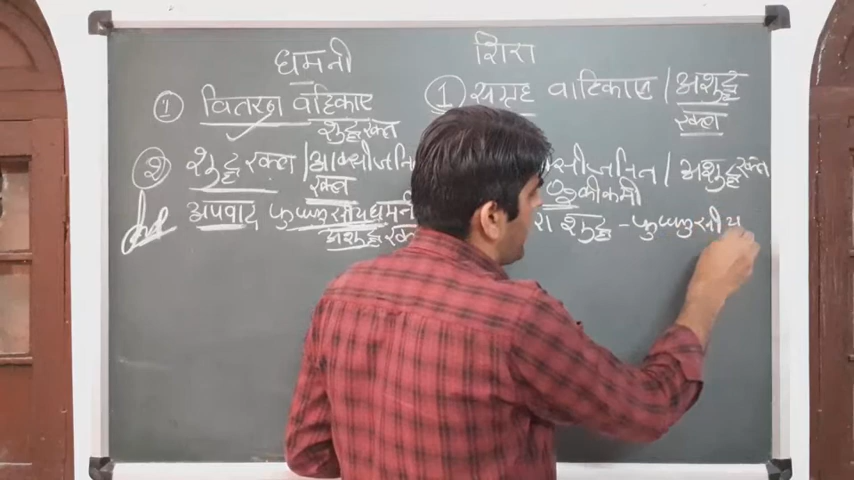 धमनी
① वितरण वाहिकाए
शुद्ध रक्त
② शुद्ध रक्त / आक्सीजनित
रक्त
अपवाद फुफ्फुसीय धमनी
अशुद्ध रक्त
शिरा
① संग्रह वाहिकाए / अशुद्ध
रक्त
क्सीजनित / अशुद्ध रक्त
की कमी
रा शुद्ध - फुफ्फुसीय